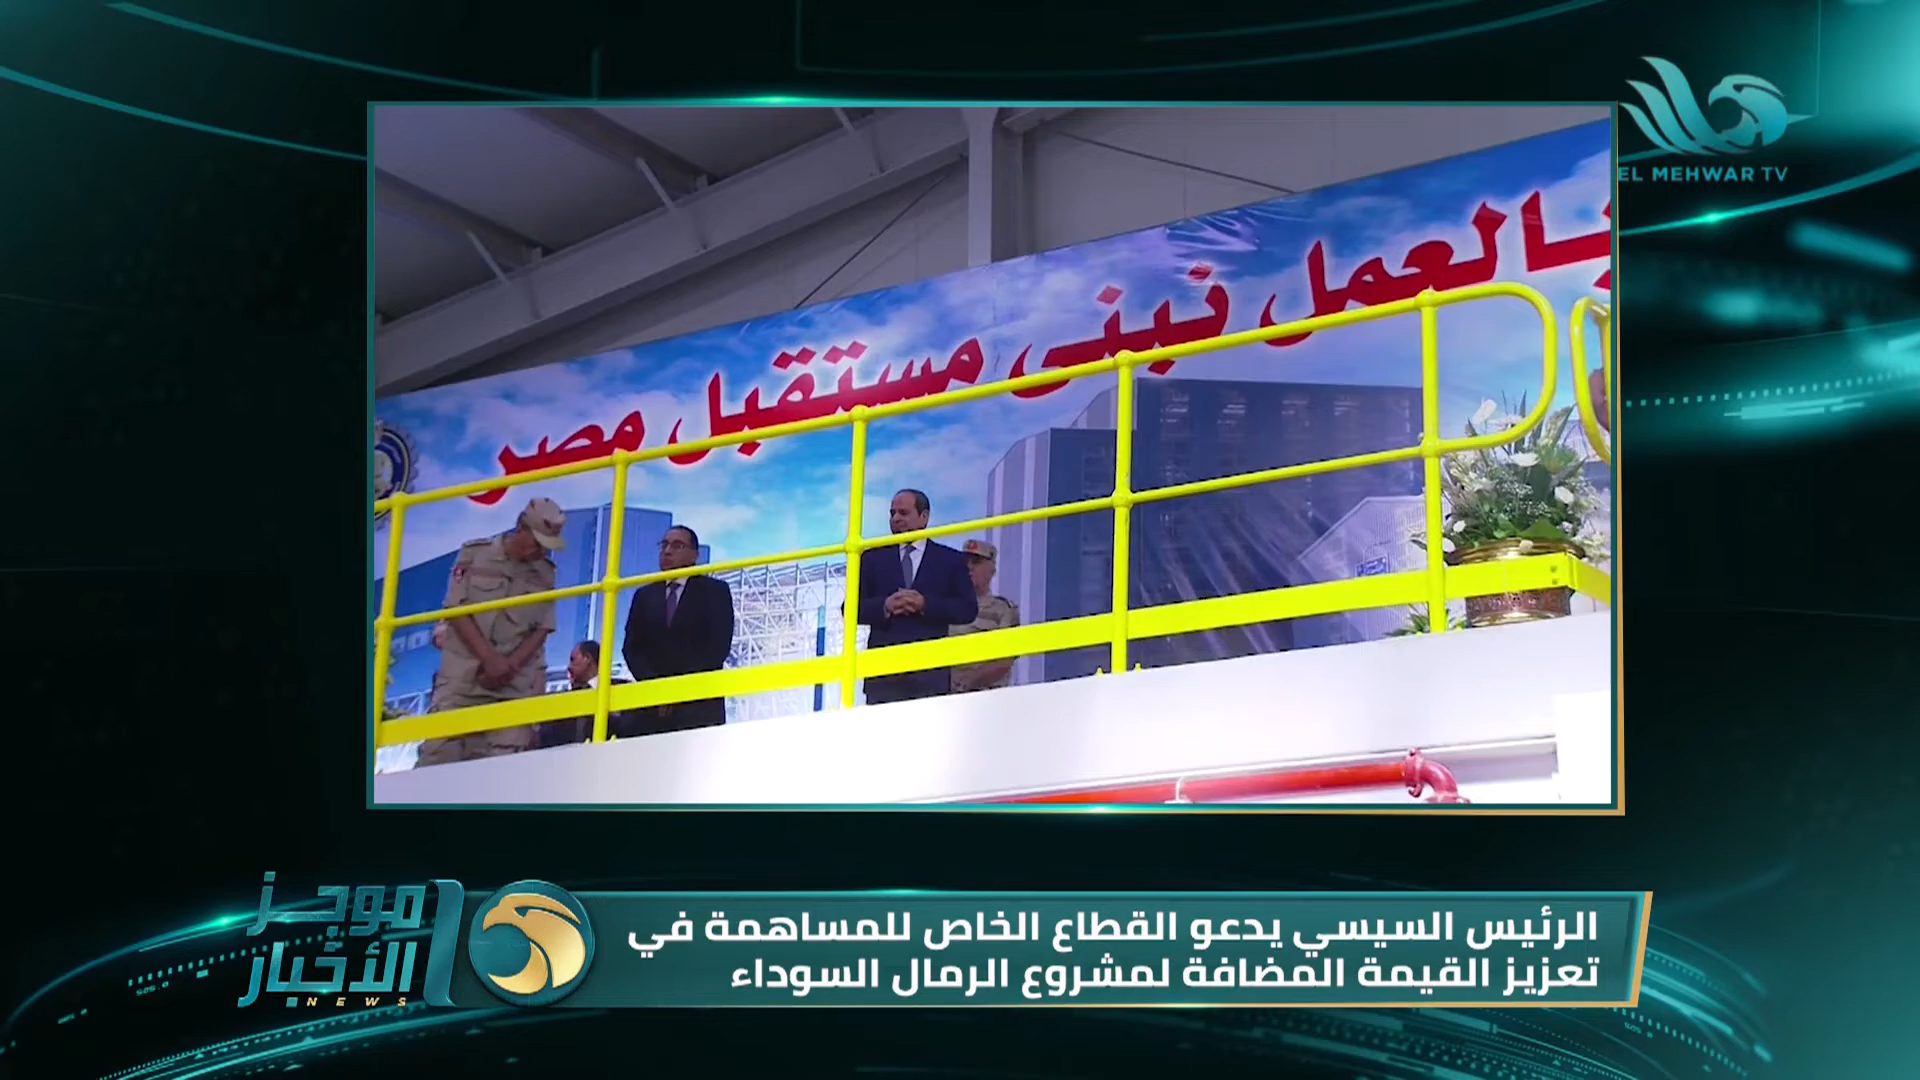 EL MEHWAR TV
بالعمل نبنى مستقبل مصر
موجز
الأخبار
NEWS
الرئيس السيسي يدعو القطاع الخاص للمساهمة في
تعزيز القيمة المضافة لمشروع الرمال السوداء